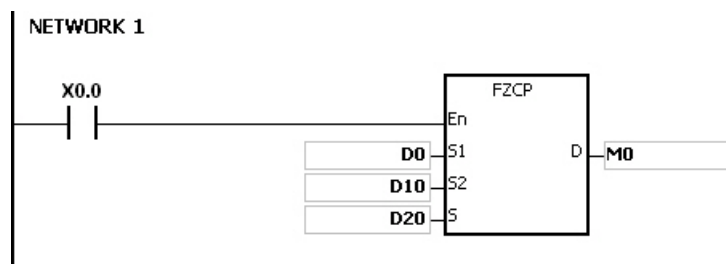 NETWORK 1
X0.0
FZCP
En
D0 S1 D M0
D10 S2
D20 S